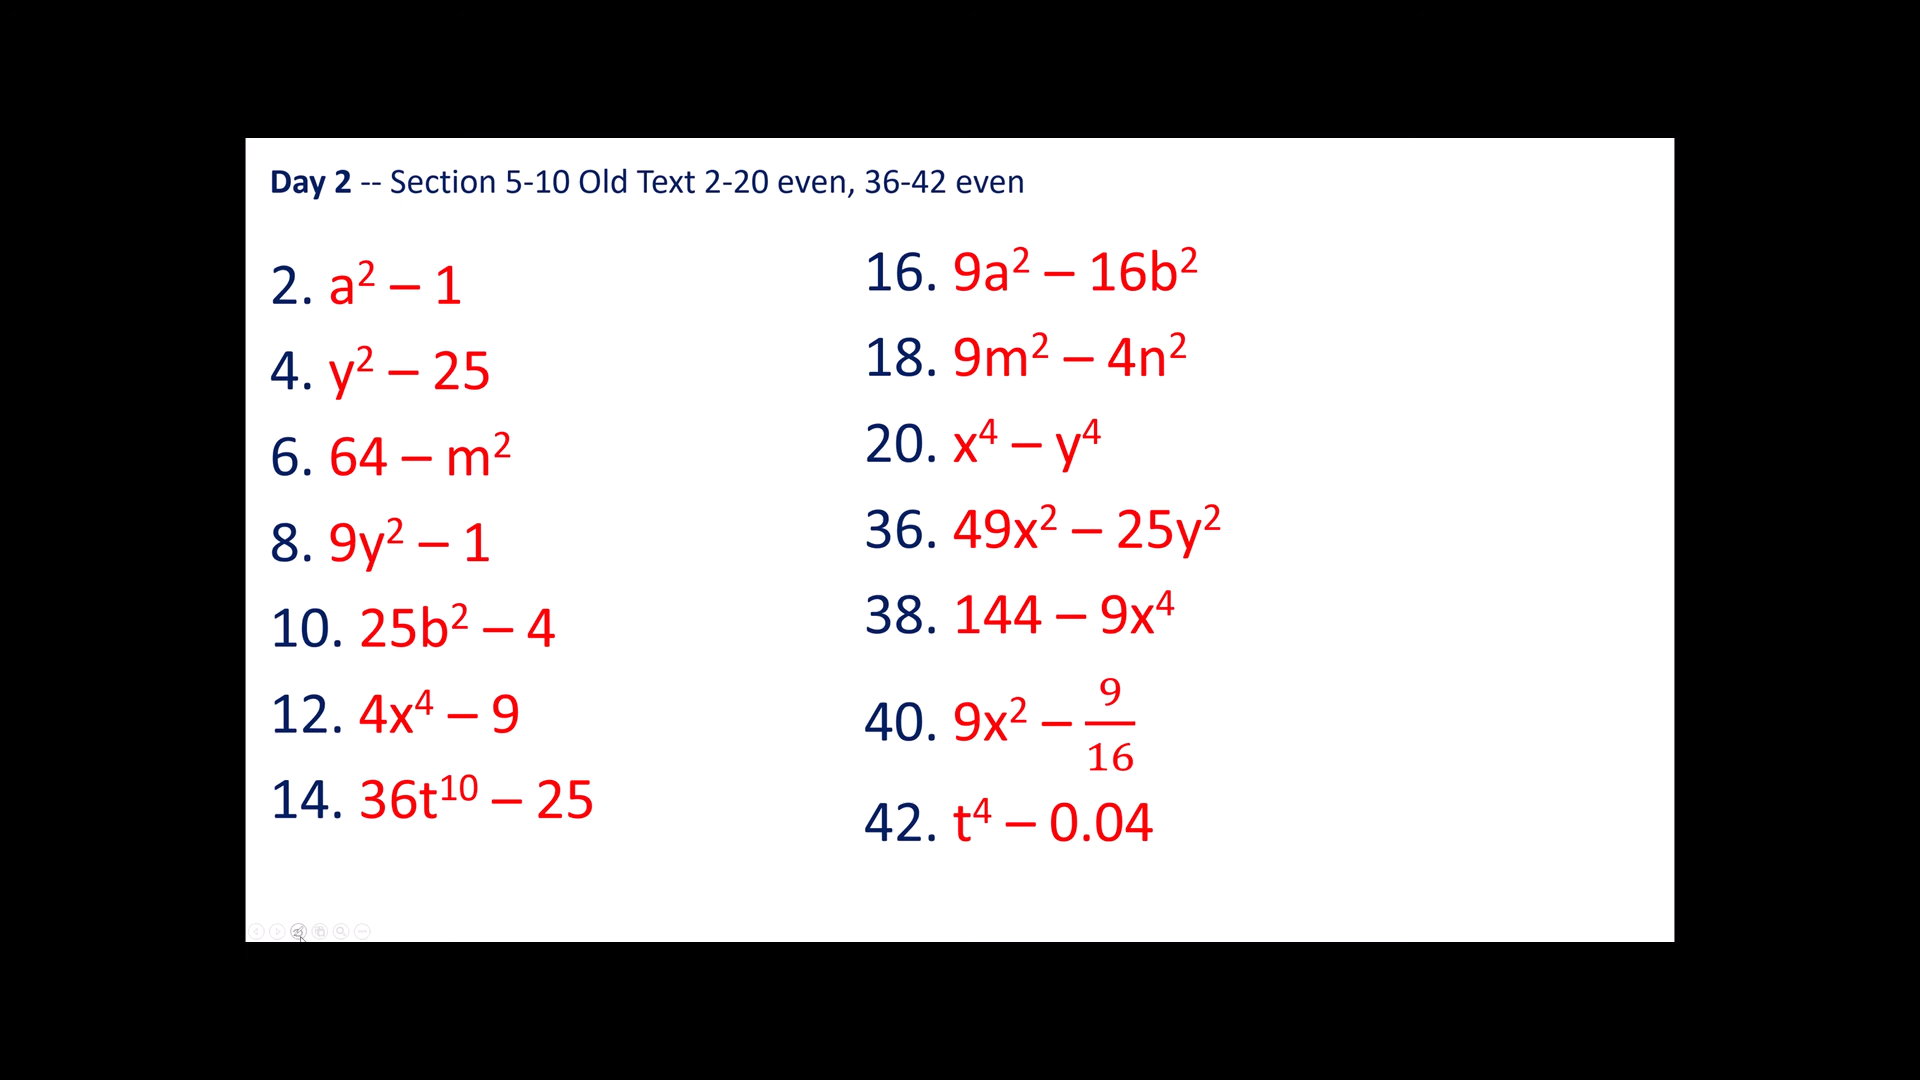 Day 2 -- Section 5-10 Old Text 2-20 even, 36-42 even
2. a² – 1
4. y² – 25
6. 64 – m²
8. 9y² – 1
10. 25b² – 4
12. 4x⁴ – 9
14. 36t¹⁰ – 25
16. 9a² – 16b²
18. 9m² – 4n²
20. x⁴ – y⁴
36. 49x² – 25y²
38. 144 – 9x⁴
40. 9x² – 9/16
42. t⁴ – 0.04